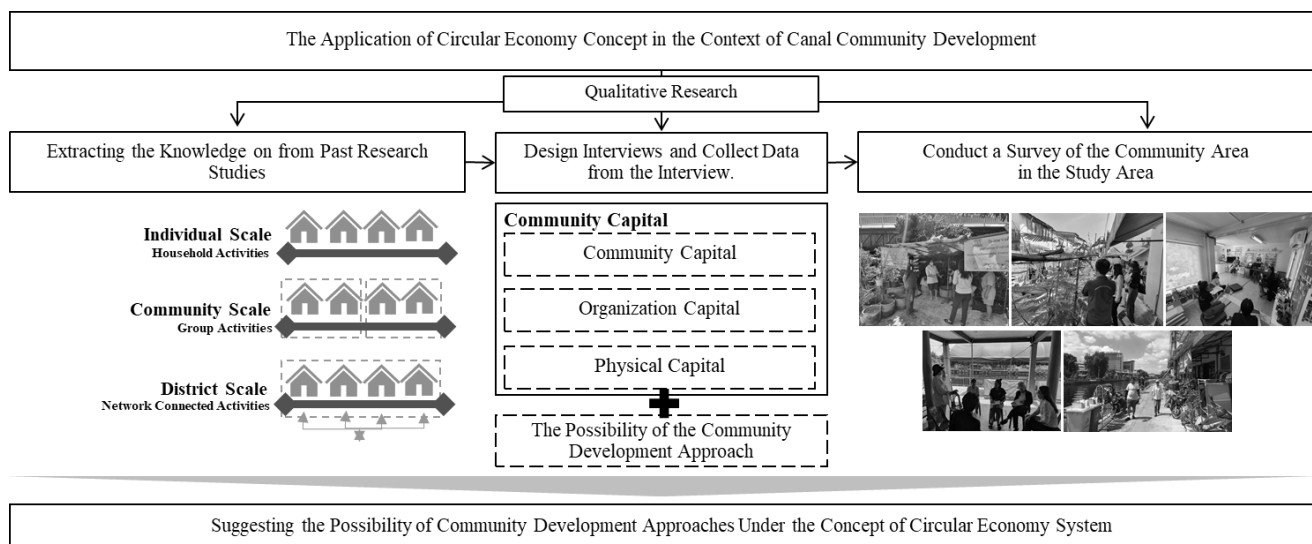 The Application of Circular Economy Concept in the Context of Canal Community Development
Qualitative Research
Extracting the Knowledge on from Past Research
Studies
Design Interviews and Collect Data
from the Interview.
Conduct a Survey of the Community Area
in the Study Area
Individual Scale
Household Activities
Community Scale
Group Activities
District Scale
Network Connected Activities
Community Capital
Community Capital
Organization Capital
Physical Capital
The Possibility of the Community
Development Approach
Suggesting the Possibility of Community Development Approaches Under the Concept of Circular Economy System